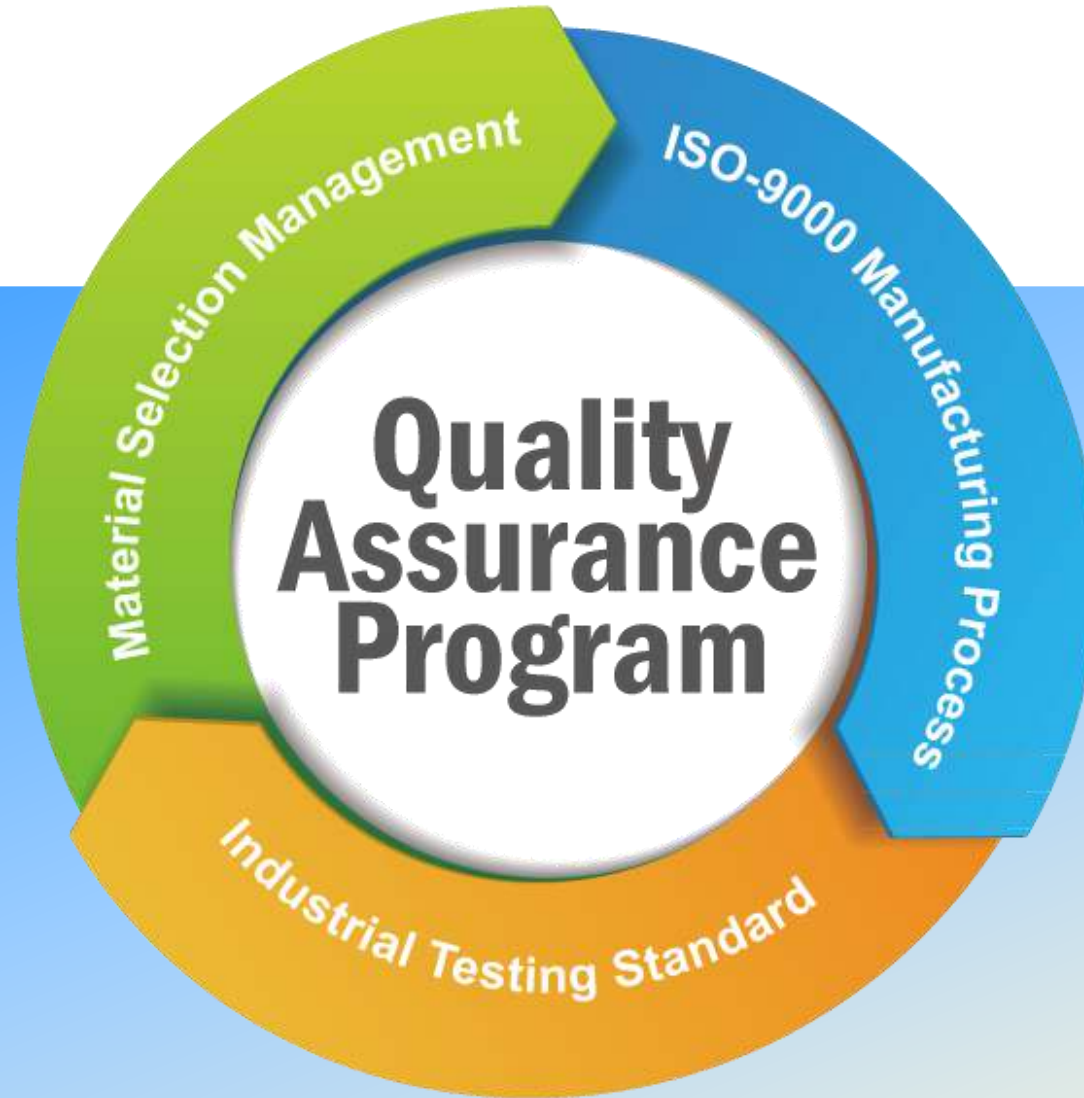 Material Selection Management
ISO-9000 Manufacturing Process
Quality
Assurance
Program
Industrial Testing Standard